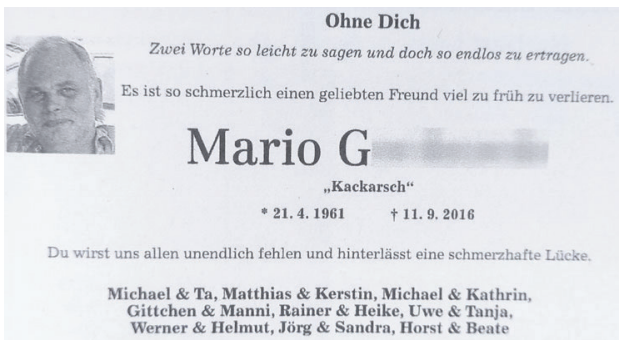 Ohne Dich
Zwei Worte so leicht zu sagen und doch so endlos zu ertragen.
Es ist so schmerzlich einen geliebten Freund viel zu früh zu verlieren.
Mario G
„Kackarsch“
* 21. 4. 1961 † 11. 9. 2016
Du wirst uns allen unendlich fehlen und hinterlässt eine schmerzhafte Lücke.
Michael & Ta, Matthias & Kerstin, Michael & Kathrin,
Gittchen & Manni, Rainer & Heike, Uwe & Tanja,
Werner & Helmut, Jörg & Sandra, Horst & Beate